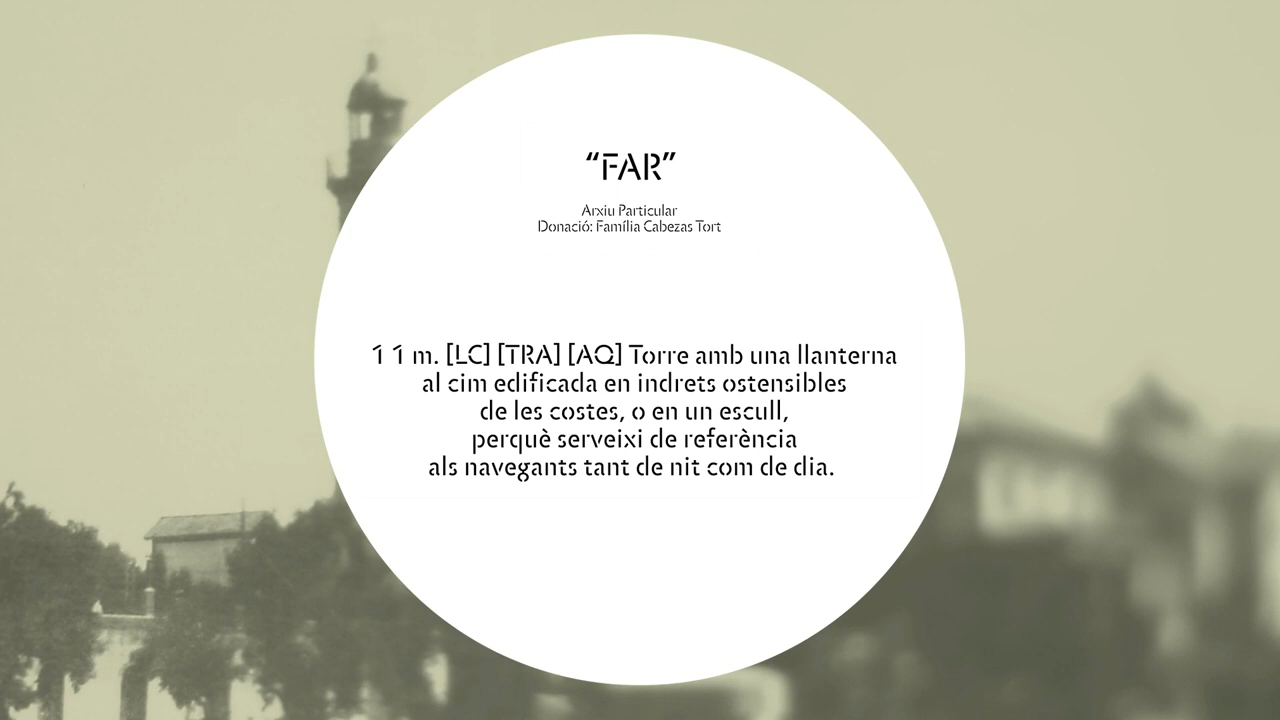 “FAR”
Arxiu Particular
Donació: Família Cabezas Tort
1 1 m. [LC] [TRA] [AQ] Torre amb una llanterna
al cim edificada en indrets ostensibles
de les costes, o en un escull,
perquè serveixi de referència
als navegants tant de nit com de dia.